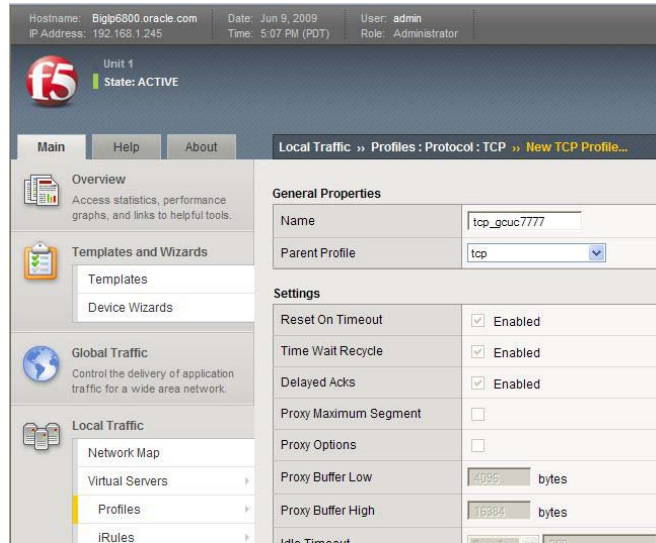 Hostname: BigIp6800.oracle.com Date: Jun 9, 2009 User: admin
IP Address: 192.168.1.245 Time: 5:07 PM (PDT) Role: Administrator
f5
Unit 1
State: ACTIVE
Main Help About
Local Traffic ›› Profiles : Protocol : TCP ›› New TCP Profile...
Overview
Access statistics, performance
graphs, and links to helpful tools.
Templates and Wizards
Templates
Device Wizards
Global Traffic
Control the delivery of application
traffic for a wide area network.
Local Traffic
Network Map
Virtual Servers
Profiles
iRules
General Properties
Name tcp_gcuc7777
Parent Profile tcp
Settings
Reset On Timeout Enabled
Time Wait Recycle Enabled
Delayed Acks Enabled
Proxy Maximum Segment
Proxy Options
Proxy Buffer Low 4096 bytes
Proxy Buffer High 16384 bytes
Idle Timeout